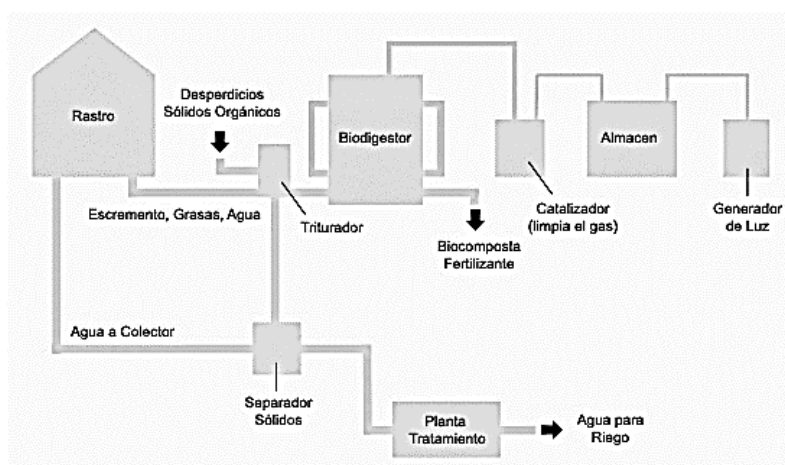 Desperdicios
Sólidos Orgánicos
Rastro
Biodigestor
Almacen
Escremento, Grasas, Agua
Triturador
Catalizador
(limpia el gas)
Generador
de Luz
Biocomposta
Fertilizante
Agua a Colector
Separador
Sólidos
Planta
Tratamiento
Agua para
Riego